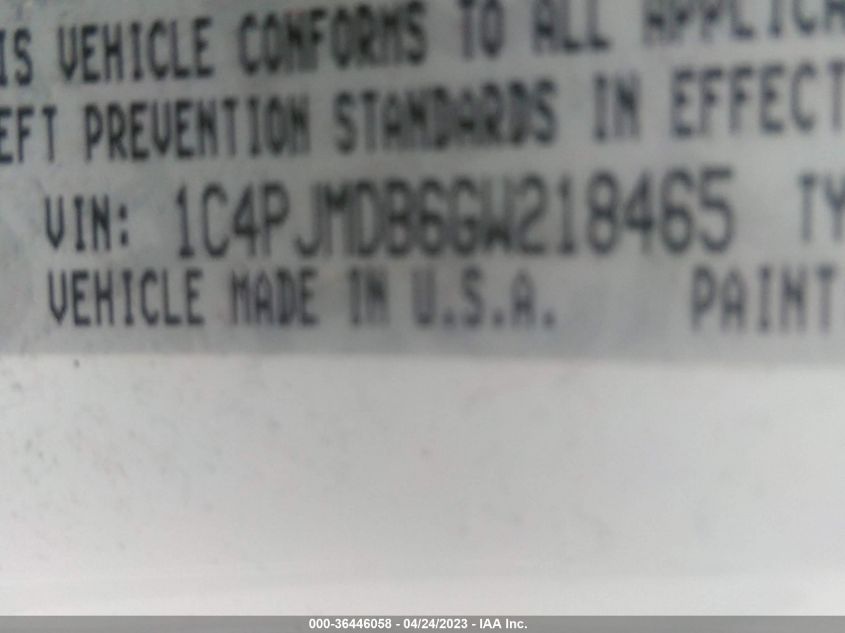 IS VEHICLE CONFORMS TO ALL APPLICA
EFT PREVENTION STANDARDS IN EFFECT
VIN: 1C4PJMDB6GW218465 TY
VEHICLE MADE IN U.S.A. PAINT
000-36446058 - 04/24/2023 - IAA Inc.